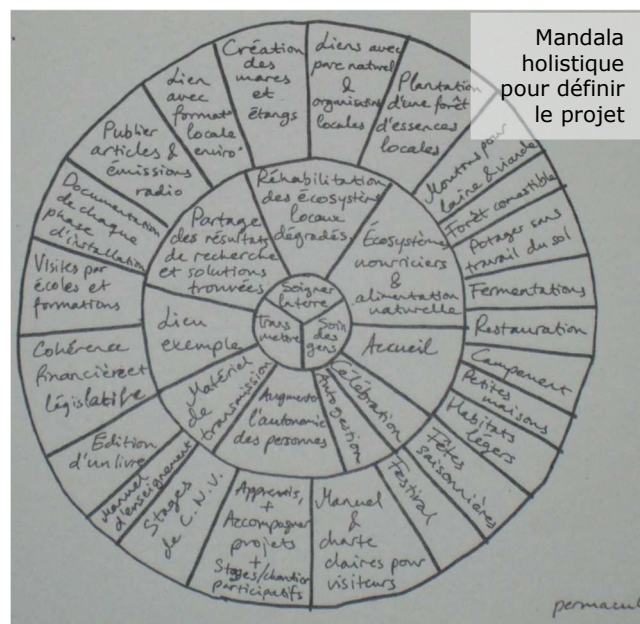 Mandala
holistique
pour définir
le projet
Soigner
la terre
Soin
des
gens
Trans
mettre
Réhabilitation
des écosystèmes
locaux
dégradés
Écosystèmes
nourriciers
&
alimentation
naturelle
Accueil
Célébration
Autogestion
Augmenter
l'autonomie
des personnes
Matériel
de
transmission
Lieu
exemple
Partage
des résultats
de recherche
et solutions
trouvées
Création
des
mares
et
étangs
Liens avec
parc naturel
&
organisations
locales
Plantation
d'une forêt
d'essences
locales
Moutons pour
laine & viande
Forêt comestible
Potager sans
travail du sol
Fermentations
Restauration
Campement
Petites
maisons
Habitats
légers
Fêtes
saisonnières
Festival
Manuel
&
charte
claires pour
visiteurs
Apprentis,
+
Accompagner
projets
+
Stages/chantiers
participatifs
Stages
de C.N.V.
Manuel
d'enseignement
Edition
d'un livre
Cohérence
financière et
législative
Visites par
écoles et
formations
Documentation
de chaque
phase
d'installation
Publier
articles &
émissions
radio
Lien
avec
format°
locale
enviro°
permacul